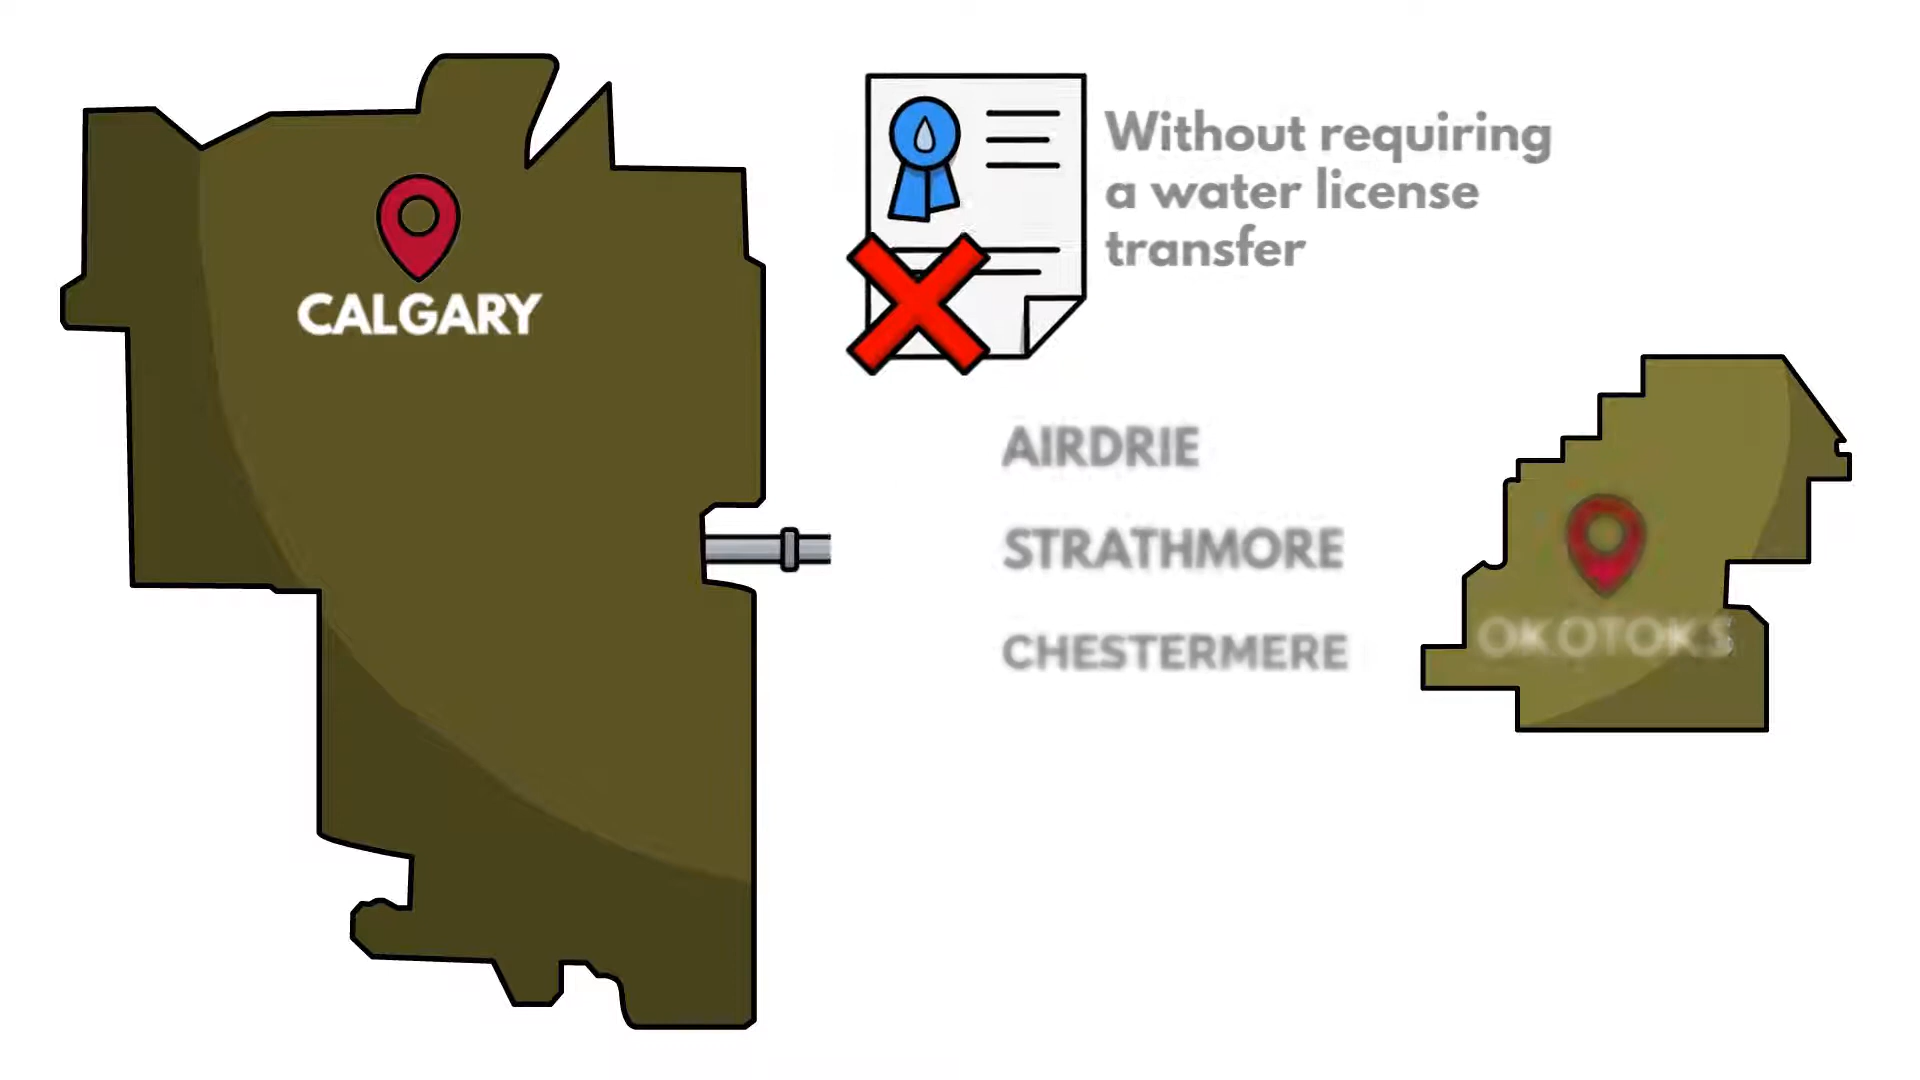 CALGARY
Without requiring
a water license
transfer
AIRDRIE
STRATHMORE
CHESTERMERE
OKOTOKS